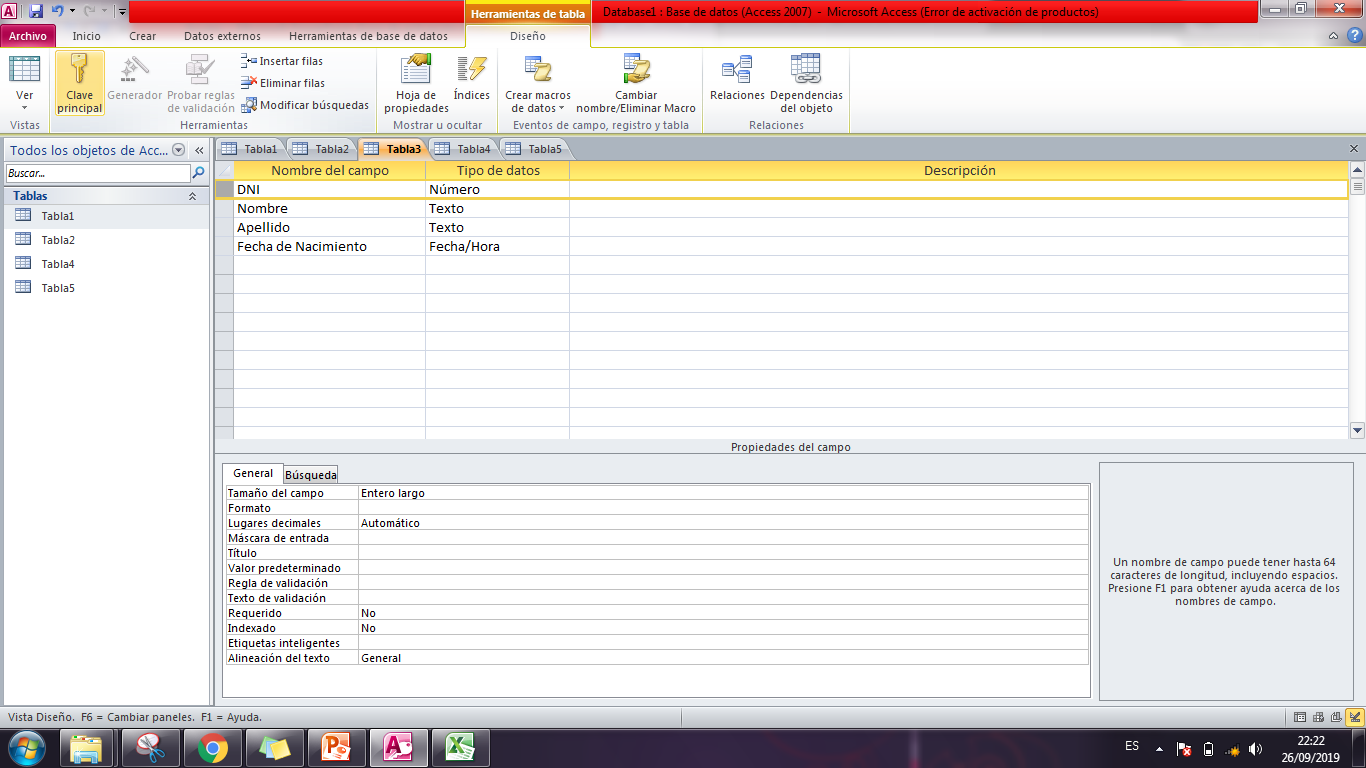 Herramientas de tabla
Database1 : Base de datos (Access 2007) - Microsoft Access (Error de activación de productos)
Archivo
Inicio
Crear
Datos externos
Herramientas de base de datos
Diseño
Ver
Clave
principal
Generador
Probar reglas
de validación
Insertar filas
Eliminar filas
Modificar búsquedas
Hoja de
propiedades
Índices
Crear macros
de datos
Cambiar
nombre/Eliminar Macro
Relaciones
Dependencias
del objeto
Vistas
Herramientas
Mostrar u ocultar
Eventos de campo, registro y tabla
Relaciones
Todos los objetos de Acc...
Buscar...
Tablas
Tabla1
Tabla2
Tabla4
Tabla5
Tabla1
Tabla2
Tabla3
Tabla4
Tabla5
Nombre del campo
Tipo de datos
Descripción
DNI
Número
Nombre
Texto
Apellido
Texto
Fecha de Nacimiento
Fecha/Hora
Propiedades del campo
General
Búsqueda
Tamaño del campo
Entero largo
Formato
Lugares decimales
Automático
Máscara de entrada
Título
Valor predeterminado
Regla de validación
Texto de validación
Requerido
No
Indexado
No
Etiquetas inteligentes
Alineación del texto
General
Un nombre de campo puede tener hasta 64
caracteres de longitud, incluyendo espacios.
Presione F1 para obtener ayuda acerca de los
nombres de campo.
Vista Diseño. F6 = Cambiar paneles. F1 = Ayuda.
ES
22:22
26/09/2019